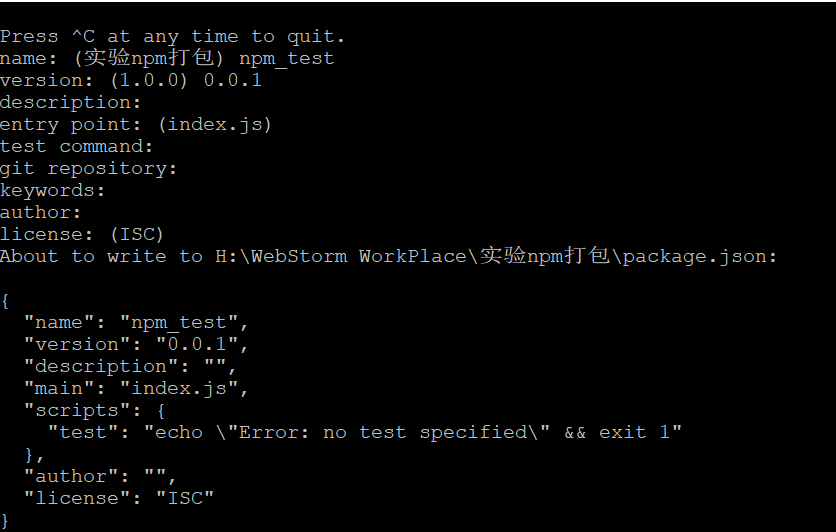 Press ^C at any time to quit.
name: (实验npm打包) npm_test
version: (1.0.0) 0.0.1
description:
entry point: (index.js)
test command:
git repository:
keywords:
author:
license: (ISC)
About to write to H:\WebStorm WorkPlace\实验npm打包\package.json:

{
  "name": "npm_test",
  "version": "0.0.1",
  "description": "",
  "main": "index.js",
  "scripts": {
    "test": "echo \"Error: no test specified\" && exit 1"
  },
  "author": "",
  "license": "ISC"
}